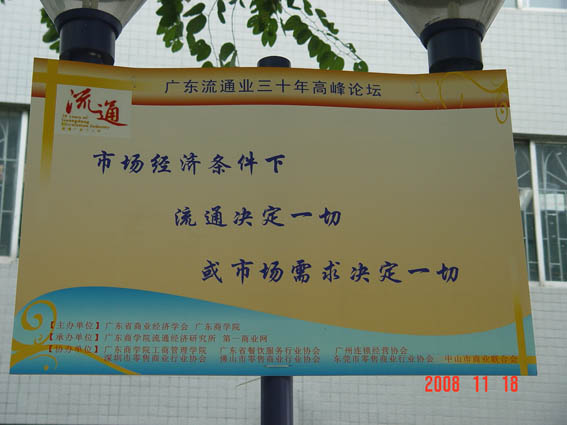 广东流通业三十年高峰论坛
流通
30 years of
Guangdong
Circulation Industry
市场经济条件下
流通决定一切
或市场需求决定一切
【主办单位】广东省商业经济学会 广东商学院
【承办单位】广东商学院流通经济研究所 第一商业网
【协办单位】广东商学院工商管理学院 广东省餐饮服务行业协会 广州连锁经营协会
深圳市零售商业行业协会 佛山市零售商业行业协会 东莞市零售商业行业协会 中山市商业联合会
2008 11 18